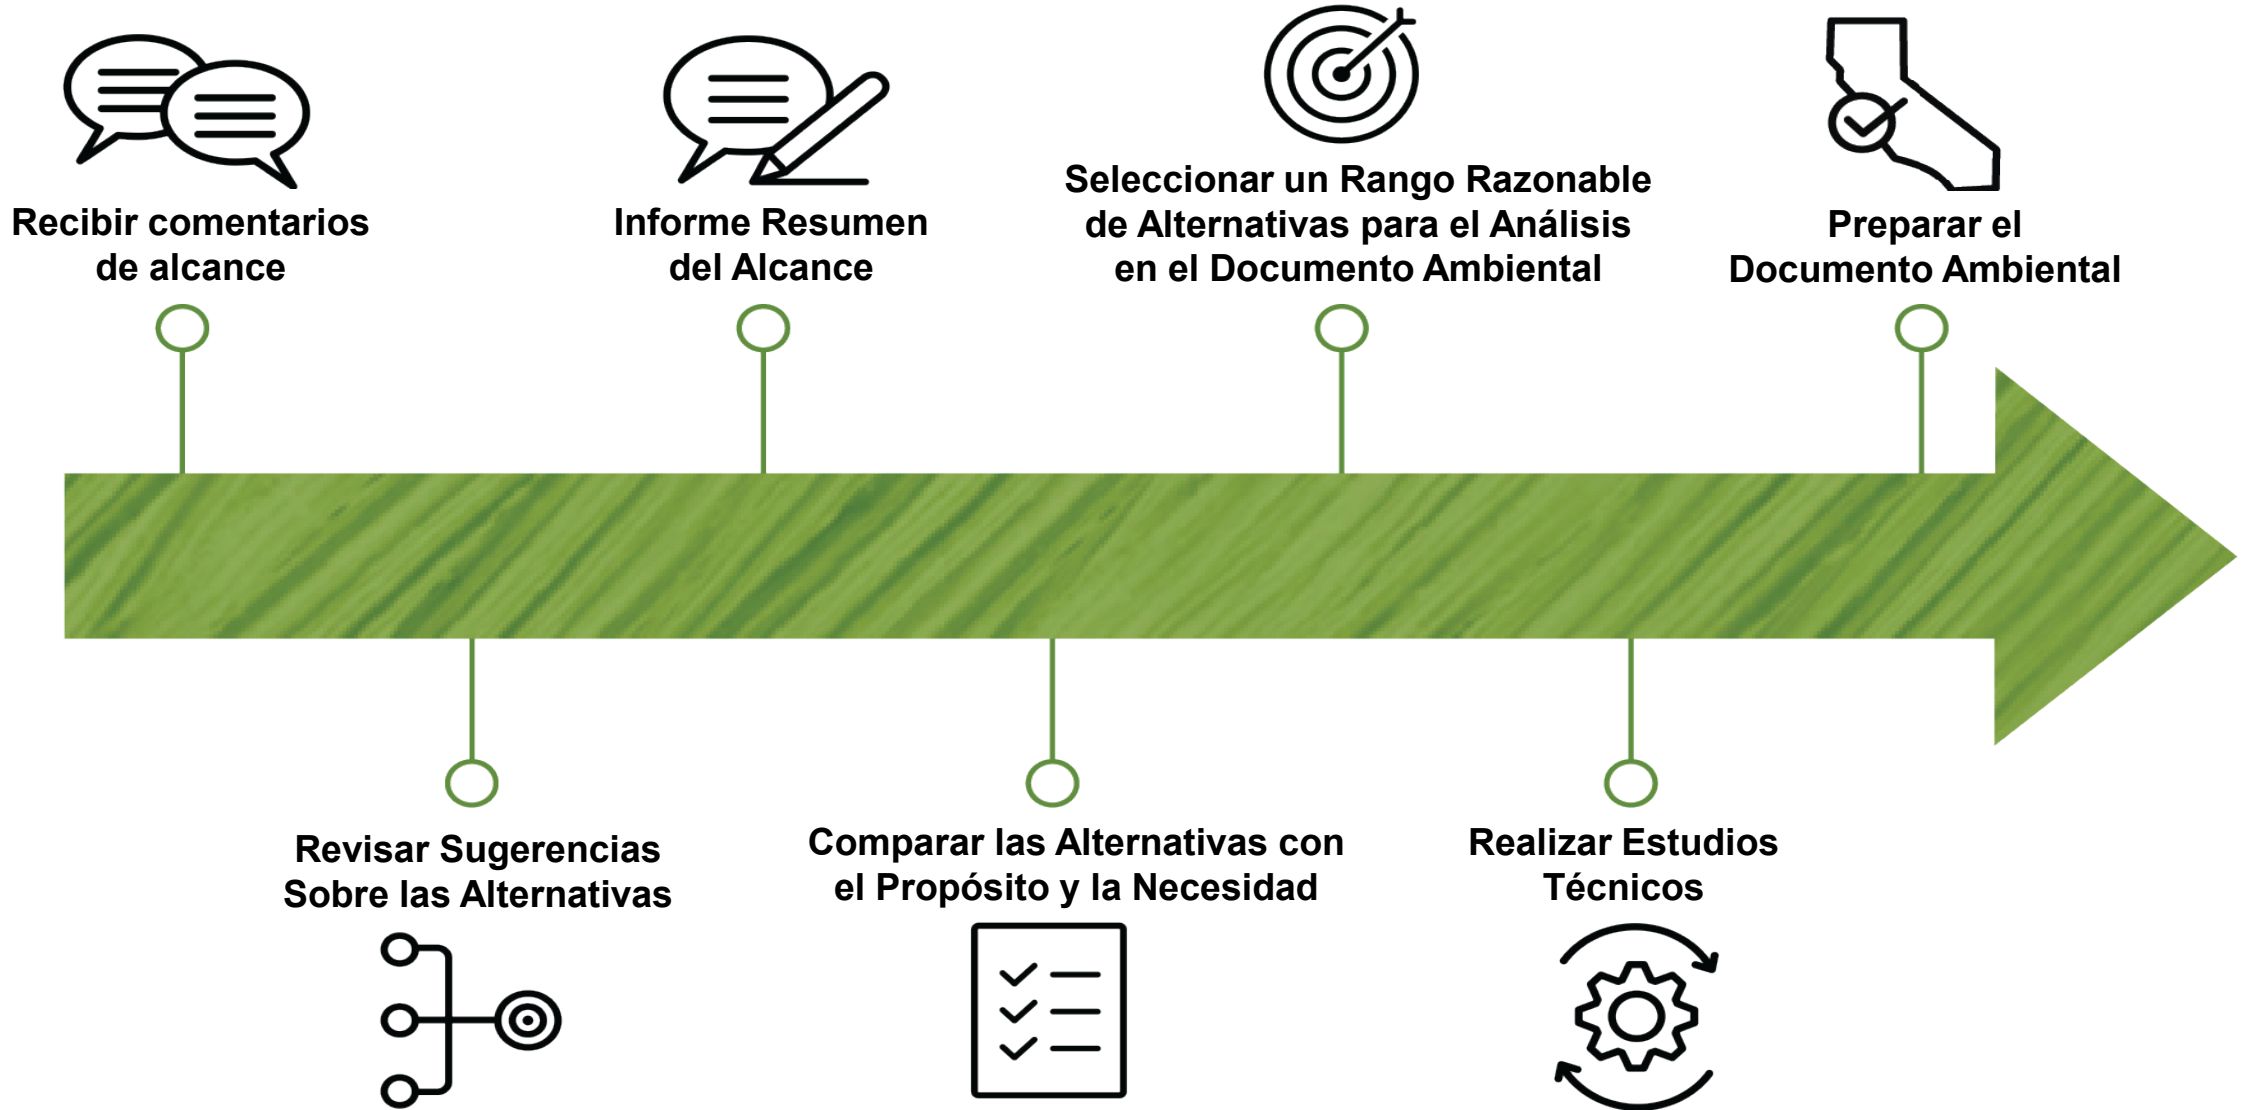 Recibir comentarios
de alcance
Informe Resumen
del Alcance
Seleccionar un Rango Razonable
de Alternativas para el Análisis
en el Documento Ambiental
Preparar el
Documento Ambiental
Revisar Sugerencias
Sobre las Alternativas
Comparar las Alternativas con
el Propósito y la Necesidad
Realizar Estudios
Técnicos